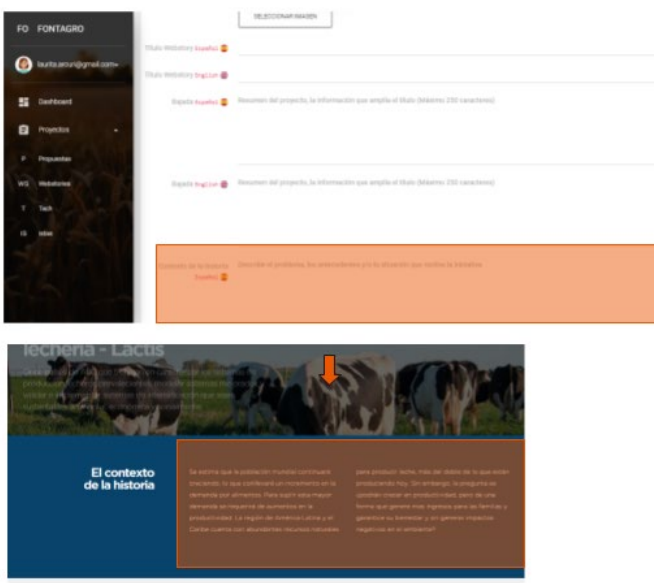 SELECCIONAR IMAGEN
FO FONTAGRO
Título Webstory Español
Título Webstory English
Dashboard
Bajada Español
Resumen del proyecto, la información que amplía el título (Máximo 250 caracteres)
Proyectos
P Propuestas
WS Webstories
Bajada English
Resumen del proyecto, la información que amplía el título (Máximo 250 caracteres)
T Tech
IS
Contexto de la historia
Español
Describe el problema, los antecedentes y/o la situación que motiva la iniciativa
lechería - Lactis
El contexto
de la historia
Se estima que la población mundial continuará
creciendo, lo que conllevará un incremento en la
demanda por alimentos. Para suplir esta mayor
demanda se requiere de aumentos en la
productividad. La región de América Latina y el
Caribe cuenta con abundantes recursos naturales
para producir leche, más del doble de lo que están
produciendo hoy. Sin embargo, la pregunta es
¿podrán crecer en productividad, pero de una
forma que genere más ingresos para las familias y
garantice su bienestar y sin generar impactos
negativos en el ambiente?